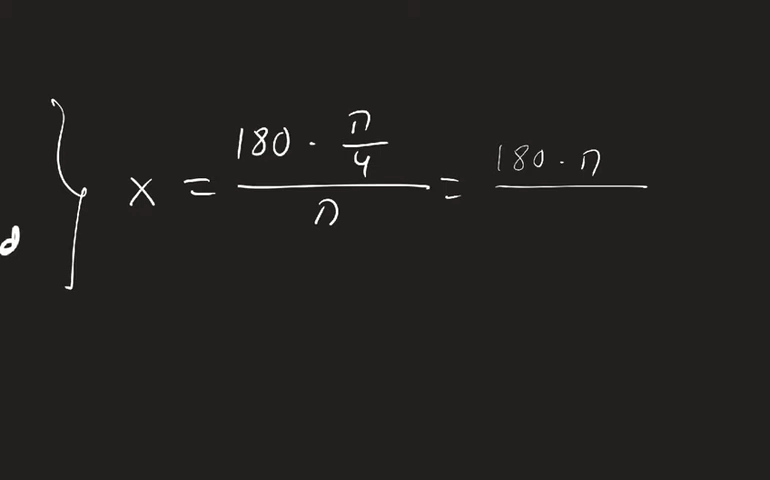 d } x = (180 · π/4) / π = 180 · π /